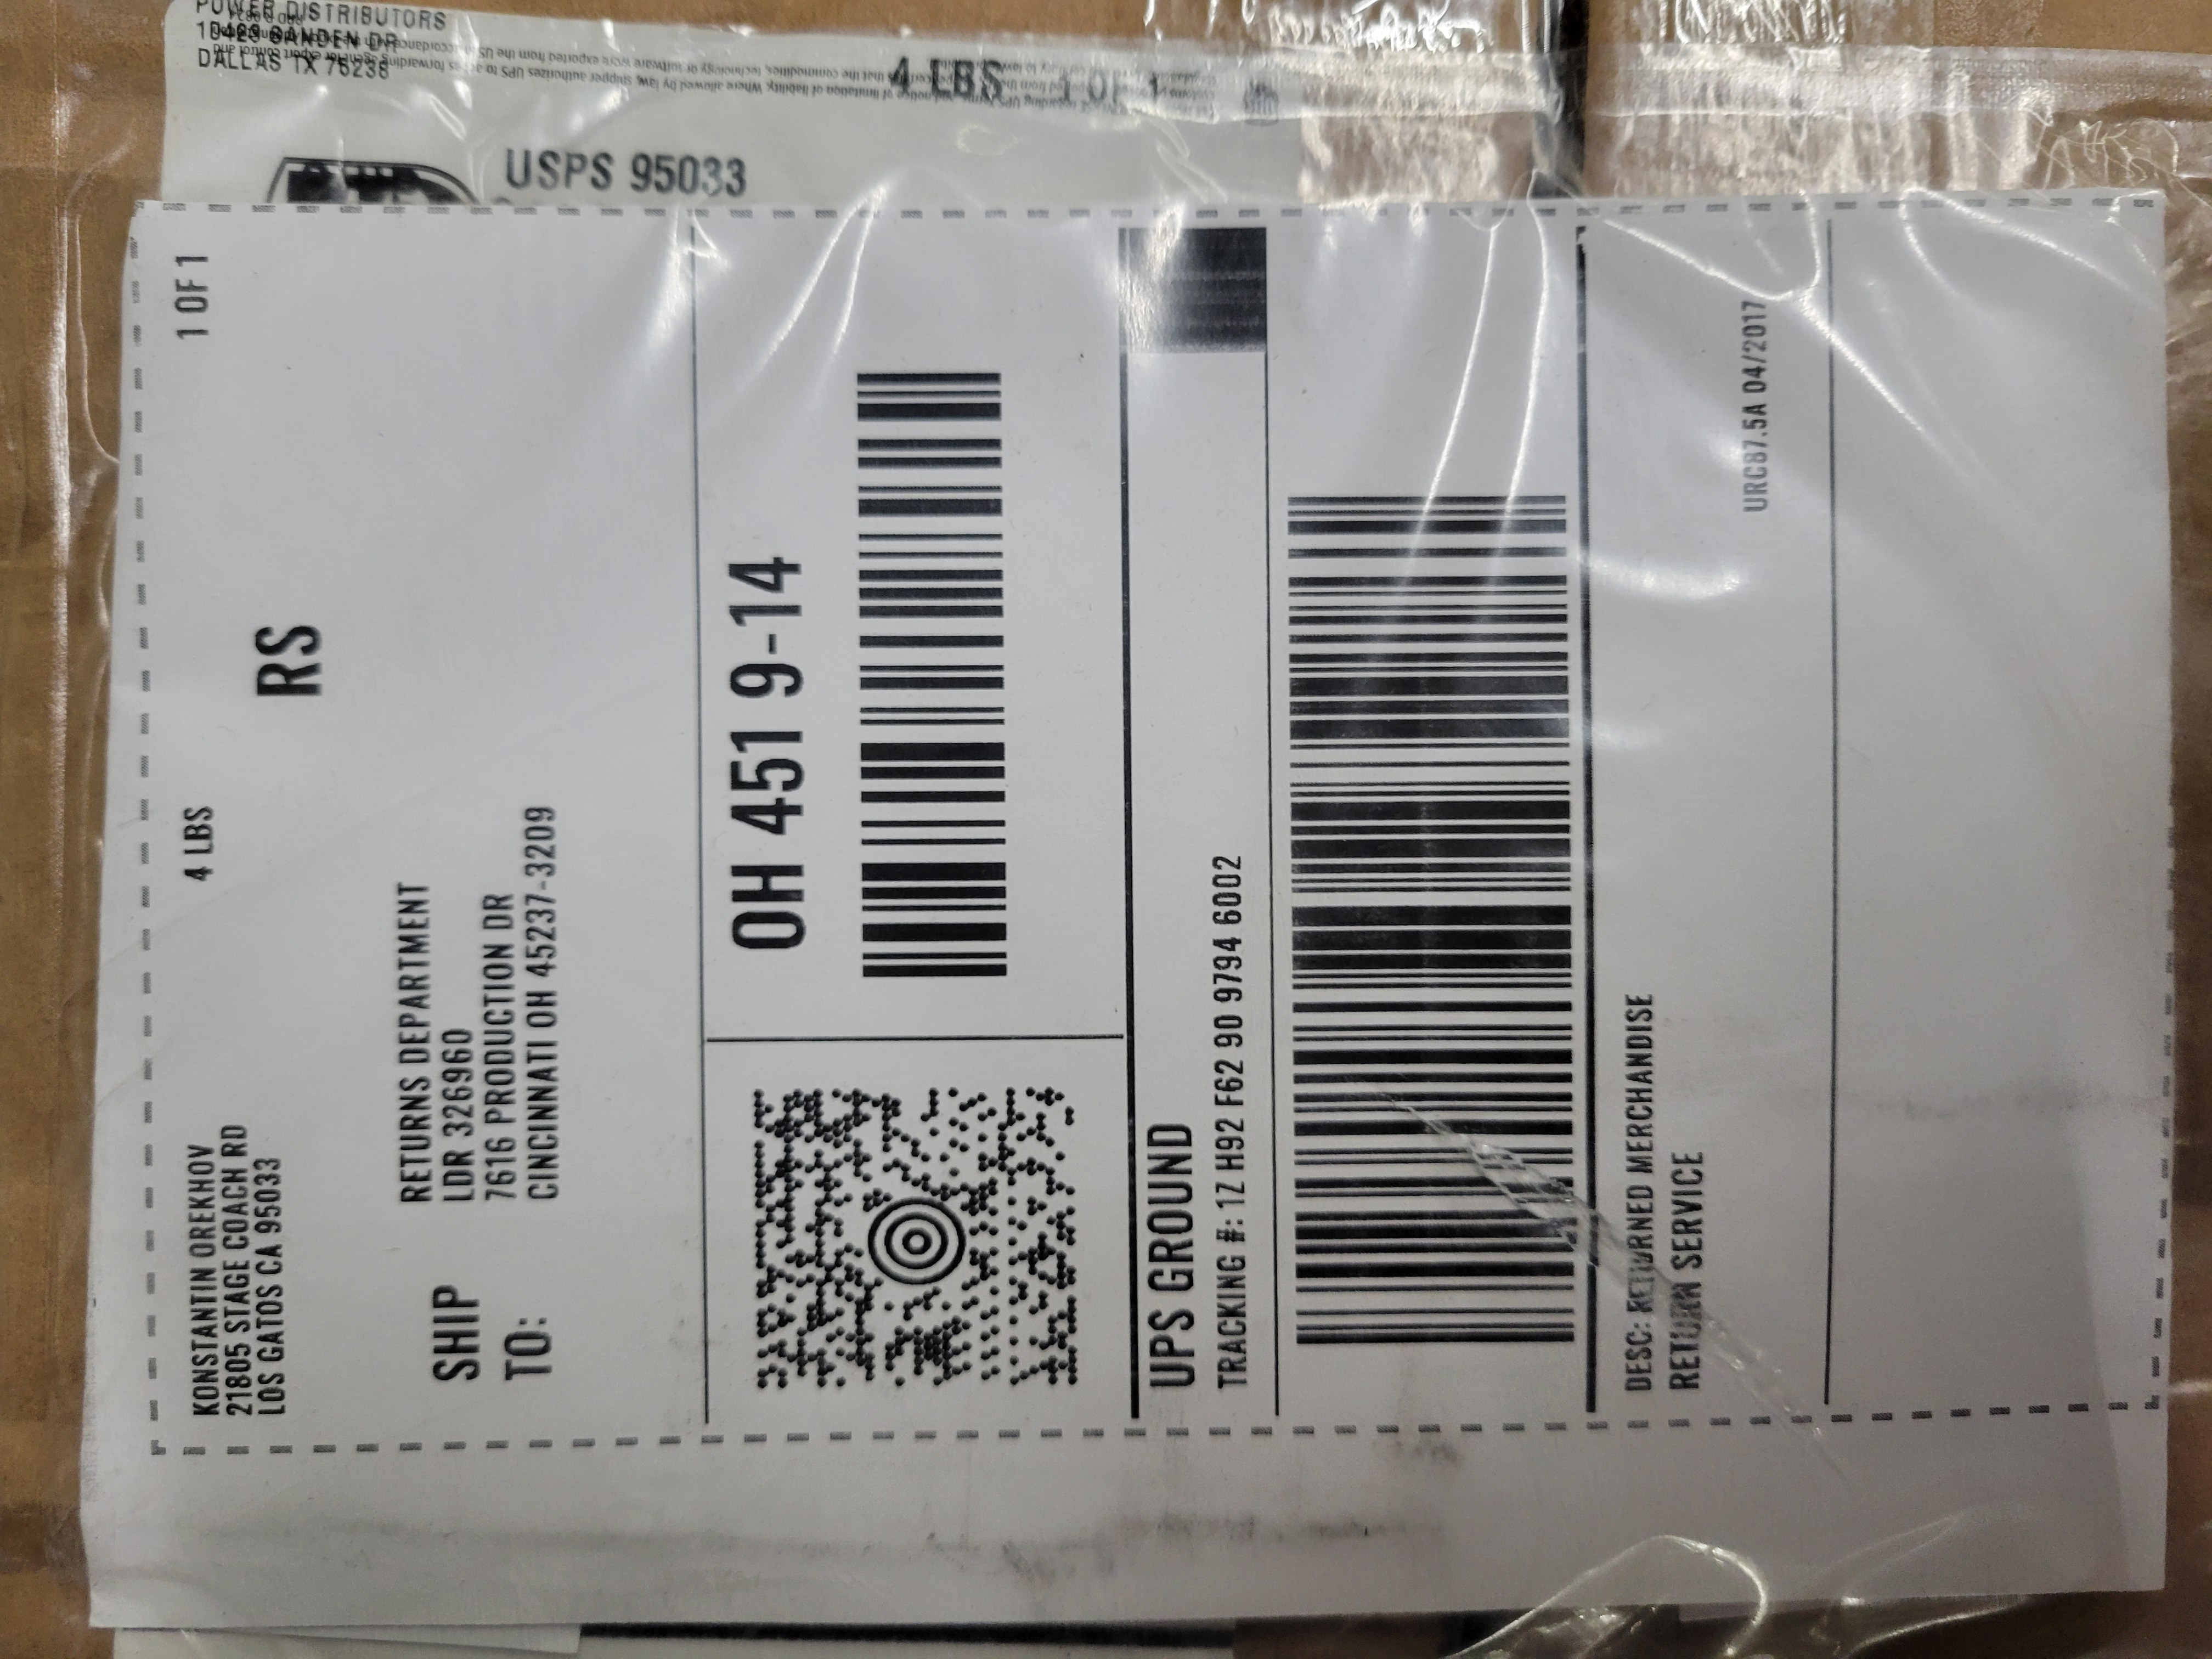 POWER DISTRIBUTORS
DALLAS TX
4 LBS 1 OF 1
USPS 95033
KONSTANTIN OREKHOV
21805 STAGE COACH RD
LOS GATOS CA 95033
4 LBS
1 OF 1
RS
SHIP
TO:
RETURNS DEPARTMENT
LDR 326960
7616 PRODUCTION DR
CINCINNATI OH 45237-3209
OH 451 9-14
UPS GROUND
TRACKING #: 1Z H92 F62 90 9794 6002
DESC: RETURNED MERCHANDISE
RETURN SERVICE
URC87.5A 04/2017